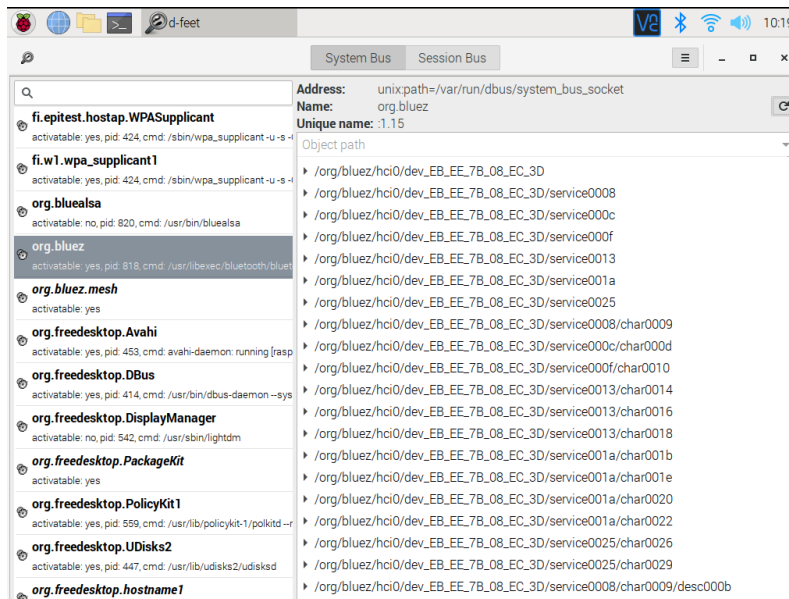 d-feet
10:19
System Bus
Session Bus
fi.epitest.hostap.WPASupplicant
activatable: yes, pid: 424, cmd: /sbin/wpa_supplicant -u -s -
fi.w1.wpa_supplicant1
activatable: yes, pid: 424, cmd: /sbin/wpa_supplicant -u -s -
org.bluealsa
activatable: no, pid: 820, cmd: /usr/bin/bluealsa
org.bluez
activatable: yes, pid: 818, cmd: /usr/libexec/bluetooth/bluet
org.bluez.mesh
activatable: yes
org.freedesktop.Avahi
activatable: yes, pid: 453, cmd: avahi-daemon: running [rasp
org.freedesktop.DBus
activatable: yes, pid: 414, cmd: /usr/bin/dbus-daemon --sys
org.freedesktop.DisplayManager
activatable: no, pid: 542, cmd: /usr/sbin/lightdm
org.freedesktop.PackageKit
activatable: yes
org.freedesktop.PolicyKit1
activatable: yes, pid: 559, cmd: /usr/lib/policykit-1/polkitd --r
org.freedesktop.UDisks2
activatable: yes, pid: 447, cmd: /usr/lib/udisks2/udisksd
org.freedesktop.hostname1
Address: unix:path=/var/run/dbus/system_bus_socket
Name: org.bluez
Unique name: :1.15
Object path
/org/bluez/hci0/dev_EB_EE_7B_08_EC_3D
/org/bluez/hci0/dev_EB_EE_7B_08_EC_3D/service0008
/org/bluez/hci0/dev_EB_EE_7B_08_EC_3D/service000c
/org/bluez/hci0/dev_EB_EE_7B_08_EC_3D/service000f
/org/bluez/hci0/dev_EB_EE_7B_08_EC_3D/service0013
/org/bluez/hci0/dev_EB_EE_7B_08_EC_3D/service001a
/org/bluez/hci0/dev_EB_EE_7B_08_EC_3D/service0025
/org/bluez/hci0/dev_EB_EE_7B_08_EC_3D/service0008/char0009
/org/bluez/hci0/dev_EB_EE_7B_08_EC_3D/service000c/char000d
/org/bluez/hci0/dev_EB_EE_7B_08_EC_3D/service000f/char0010
/org/bluez/hci0/dev_EB_EE_7B_08_EC_3D/service0013/char0014
/org/bluez/hci0/dev_EB_EE_7B_08_EC_3D/service0013/char0016
/org/bluez/hci0/dev_EB_EE_7B_08_EC_3D/service0013/char0018
/org/bluez/hci0/dev_EB_EE_7B_08_EC_3D/service001a/char001b
/org/bluez/hci0/dev_EB_EE_7B_08_EC_3D/service001a/char001e
/org/bluez/hci0/dev_EB_EE_7B_08_EC_3D/service001a/char0020
/org/bluez/hci0/dev_EB_EE_7B_08_EC_3D/service001a/char0022
/org/bluez/hci0/dev_EB_EE_7B_08_EC_3D/service0025/char0026
/org/bluez/hci0/dev_EB_EE_7B_08_EC_3D/service0025/char0029
/org/bluez/hci0/dev_EB_EE_7B_08_EC_3D/service0008/char0009/desc000b